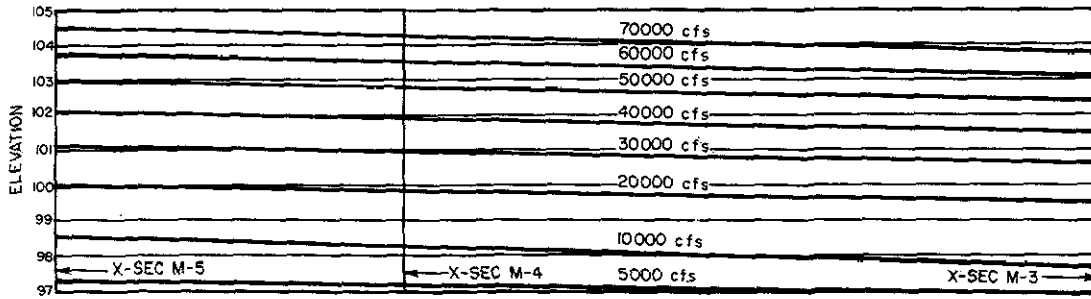 105
104
103
102
101
100
99
98
97
ELEVATION
70000 cfs
60000 cfs
50000 cfs
40000 cfs
30000 cfs
20000 cfs
10000 cfs
5000 cfs
X-SEC M-5
X-SEC M-4
X-SEC M-3